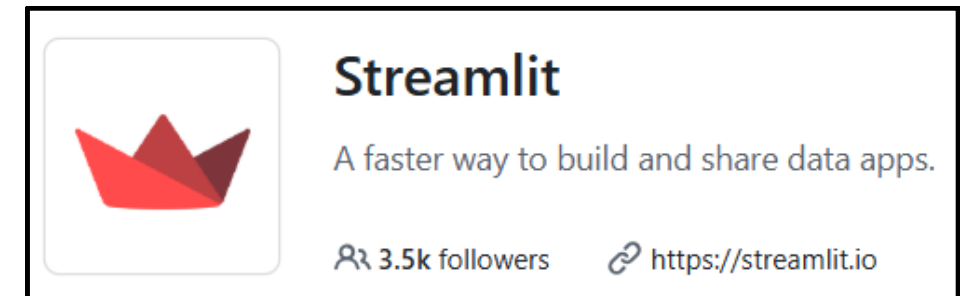 Streamlit
A faster way to build and share data apps.
3.5k followers https://streamlit.io